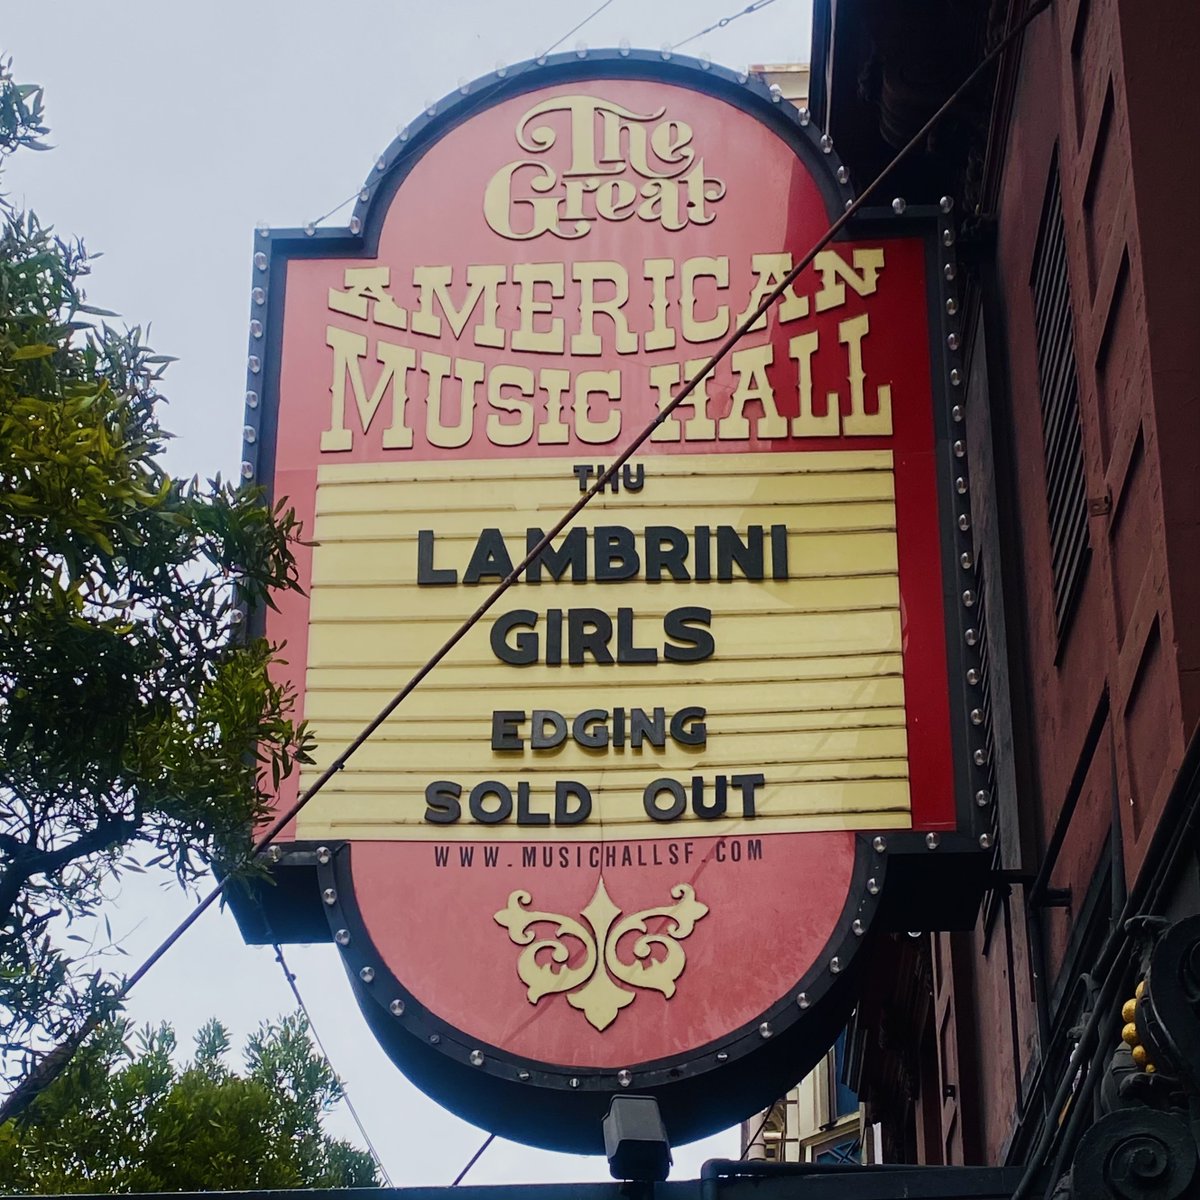 The
Great
AMERICAN
MUSIC HALL
THU
LAMBRINI
GIRLS
EDGING
SOLD OUT
WWW.MUSICHALLSF.COM